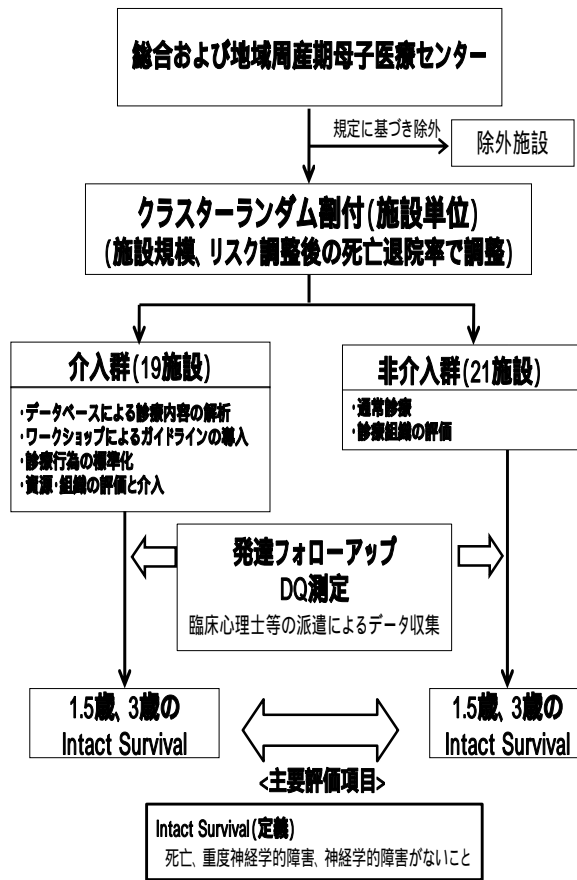 総合および地域周産期母子医療センター
規定に基づき除外
除外施設
クラスターランダム割付(施設単位)
(施設規模、リスク調整後の死亡退院率で調整)
介入群(19施設)
・データベースによる診療内容の解析
・ワークショップによるガイドラインの導入
・診療行為の標準化
・資源・組織の評価と介入
非介入群(21施設)
・通常診療
・診療組織の評価
発達フォローアップ
DQ測定
臨床心理士等の派遣によるデータ収集
1.5歳、3歳の
Intact Survival
1.5歳、3歳の
Intact Survival
<主要評価項目>
Intact Survival(定義)
死亡、重度神経学的障害、神経学的障害がないこと